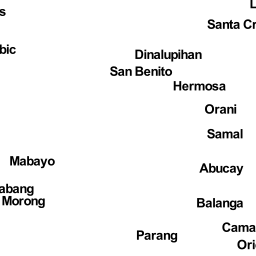 s
Santa Cr
bic
Dinalupihan
San Benito
Hermosa
Orani
Samal
Mabayo
Abucay
abang
Morong
Balanga
Cama
Parang
Ori